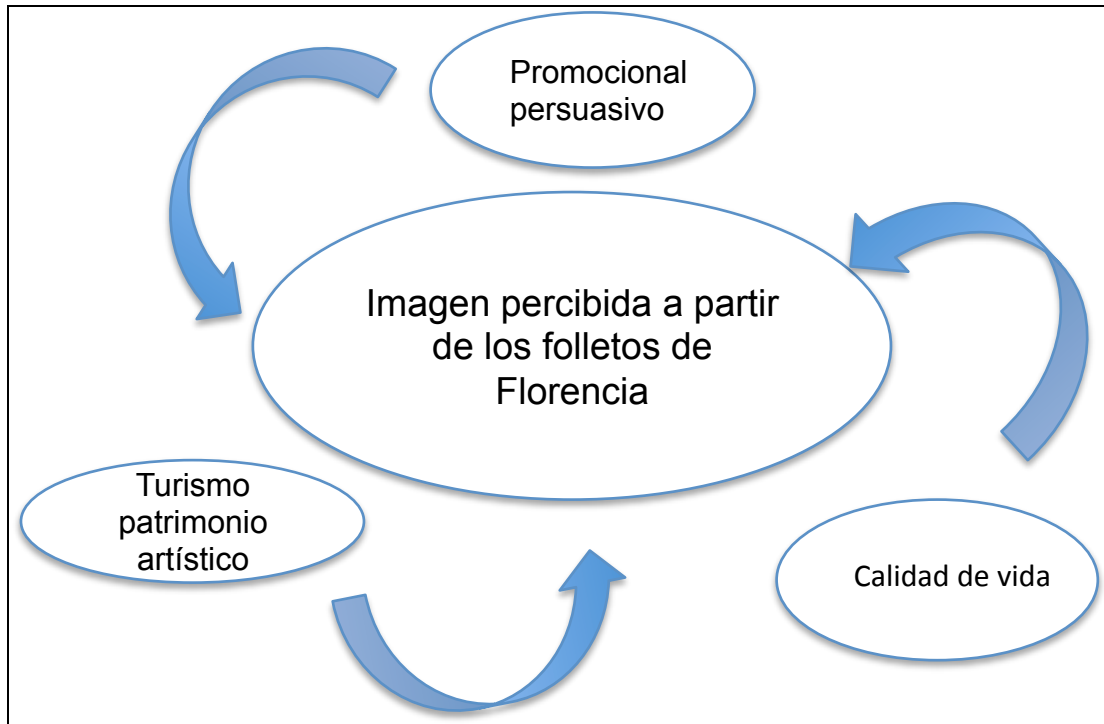 Promocional
persuasivo
Imagen percibida a partir
de los folletos de
Florencia
Turismo
patrimonio
artístico
Calidad de vida